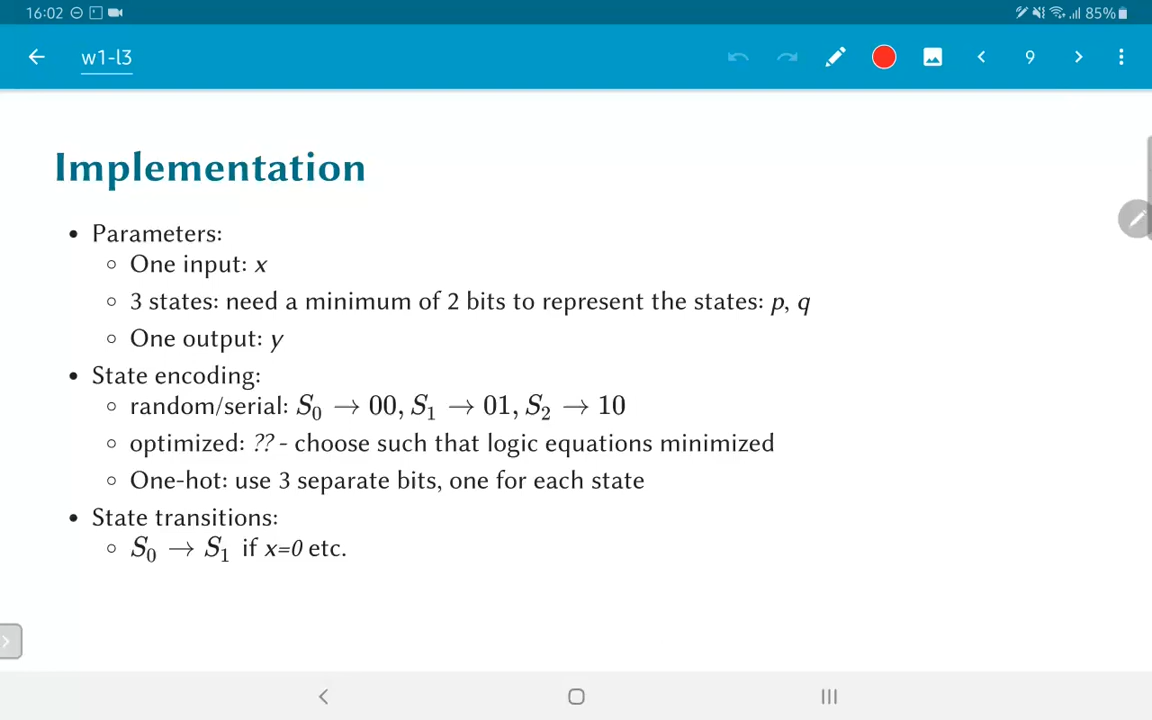 16:02 85%
w1-l3 9
Implementation
• Parameters:
◦ One input: x
◦ 3 states: need a minimum of 2 bits to represent the states: p, q
◦ One output: y
• State encoding:
◦ random/serial: S₀ → 00, S₁ → 01, S₂ → 10
◦ optimized: ?? - choose such that logic equations minimized
◦ One-hot: use 3 separate bits, one for each state
• State transitions:
◦ S₀ → S₁ if x=0 etc.